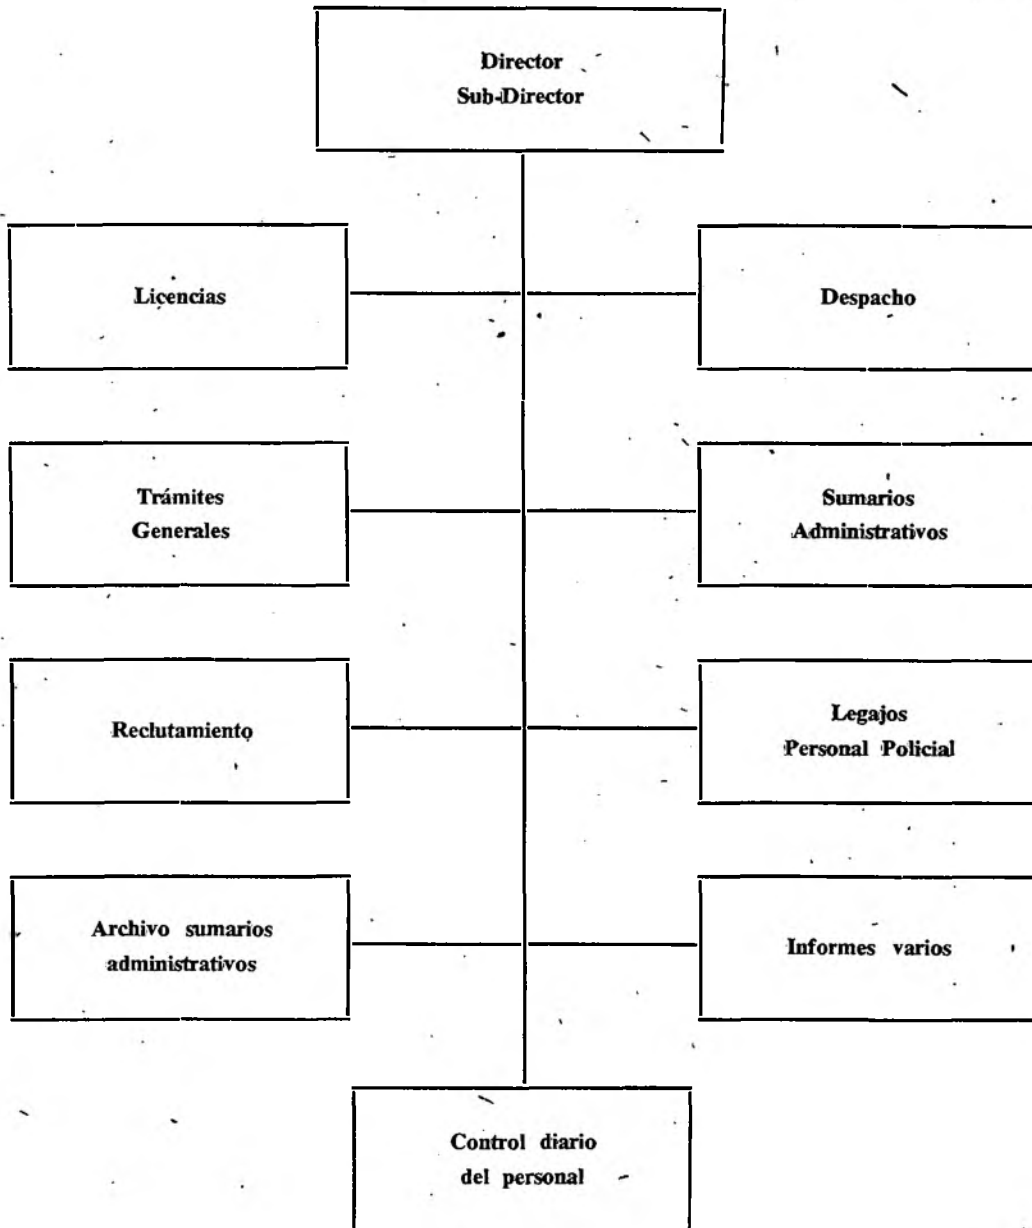 Director
Sub-Director
Licencias
Despacho
Trámites
Generales
Sumarios
Administrativos
Reclutamiento
Legajos
Personal Policial
Archivo sumarios
administrativos
Informes varios
Control diario
del personal